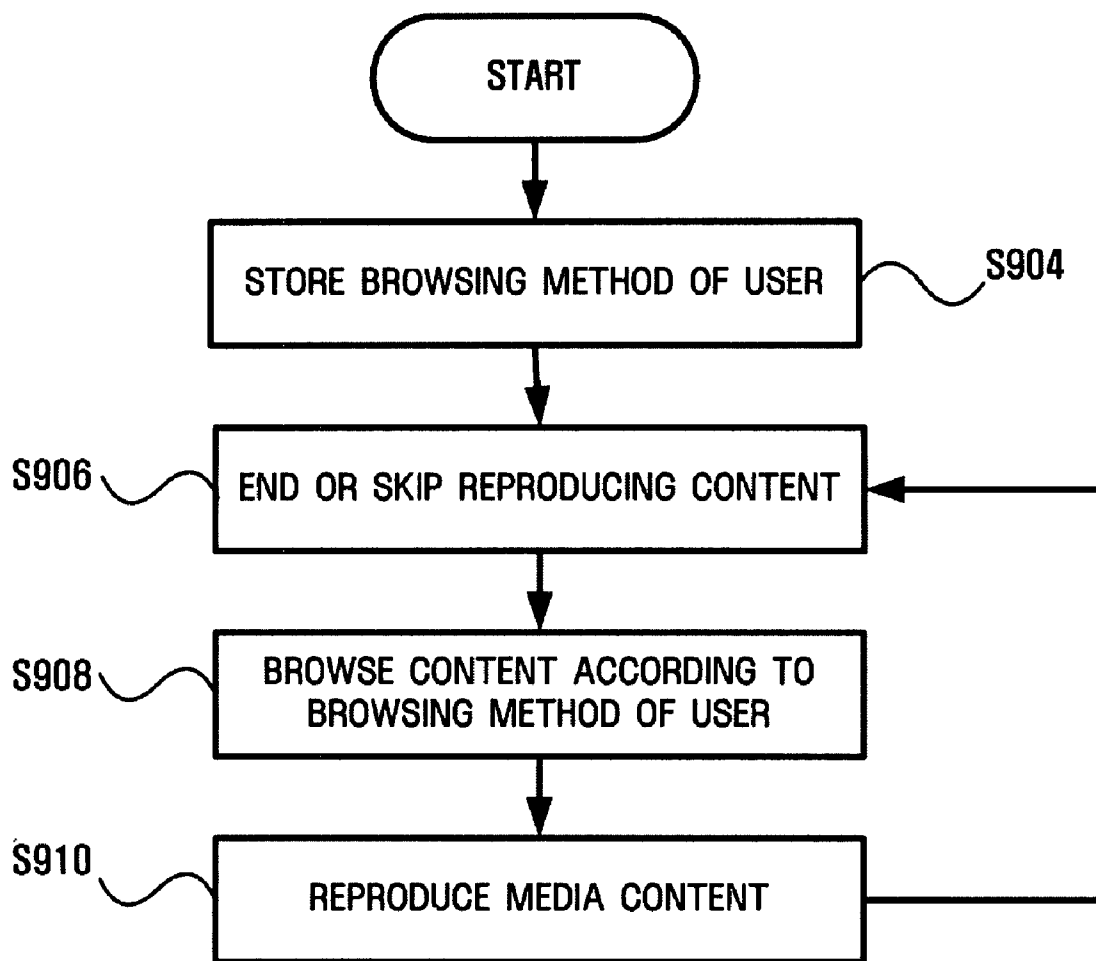 START
STORE BROWSING METHOD OF USER
S904
S906
END OR SKIP REPRODUCING CONTENT
S908
BROWSE CONTENT ACCORDING TO
BROWSING METHOD OF USER
S910
REPRODUCE MEDIA CONTENT